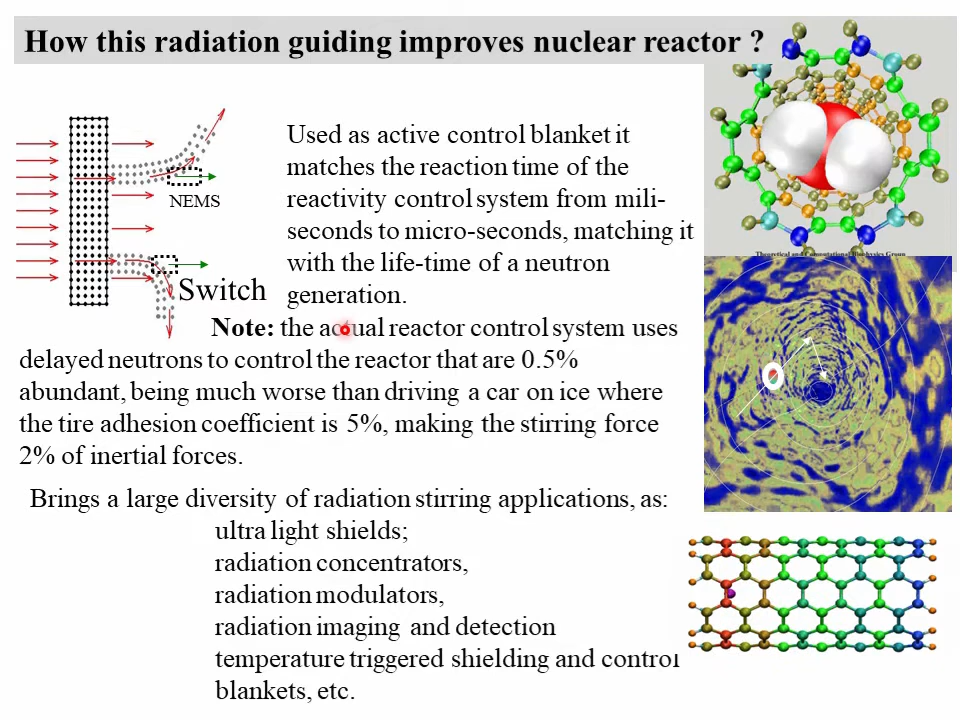 How this radiation guiding improves nuclear reactor ?
NEMS
Switch
Used as active control blanket it
matches the reaction time of the
reactivity control system from mili-
seconds to micro-seconds, matching it
with the life-time of a neutron
generation.
Note: the actual reactor control system uses
delayed neutrons to control the reactor that are 0.5%
abundant, being much worse than driving a car on ice where
the tire adhesion coefficient is 5%, making the stirring force
2% of inertial forces.
Brings a large diversity of radiation stirring applications, as:
ultra light shields;
radiation concentrators,
radiation modulators,
radiation imaging and detection
temperature triggered shielding and control
blankets, etc.
Theoretical and Computational Biophysics Group